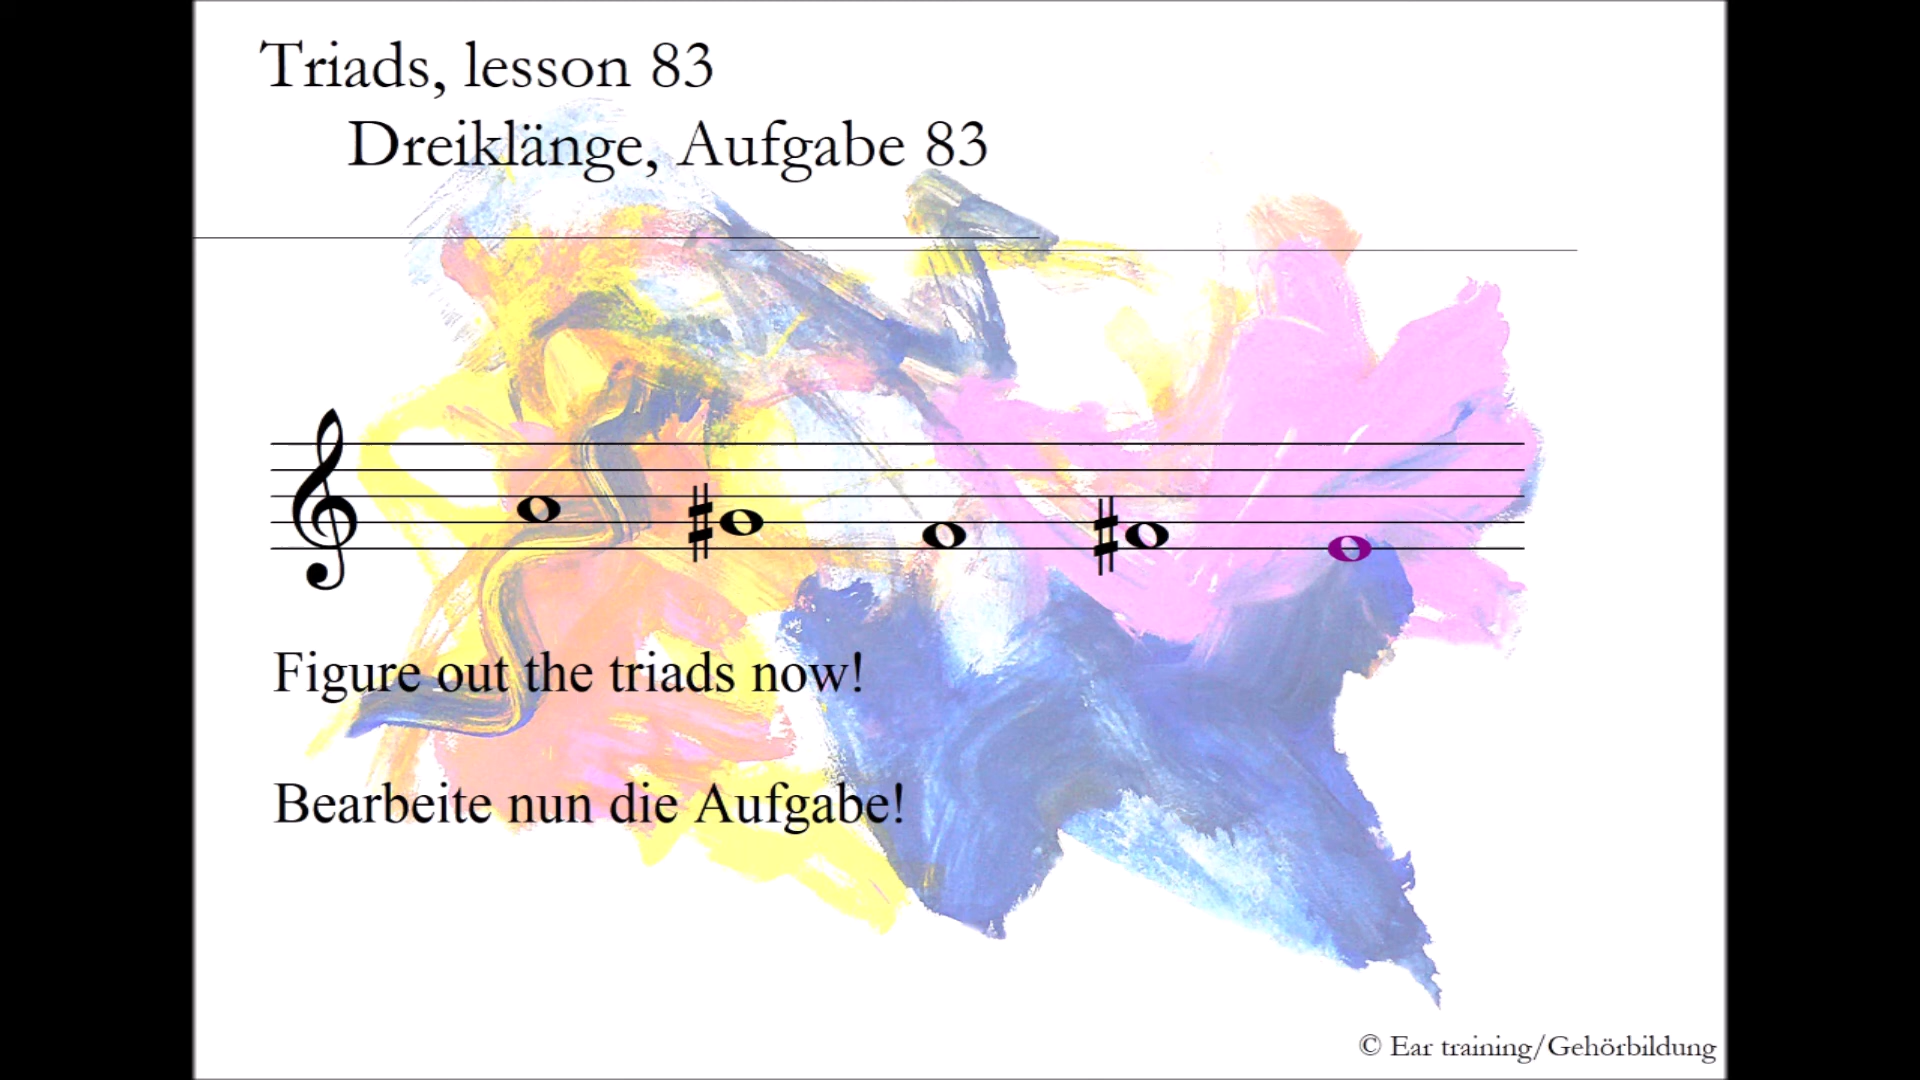 Triads, lesson 83
Dreiklänge, Aufgabe 83
Figure out the triads now!
Bearbeite nun die Aufgabe!
© Ear training/Gehörbildung